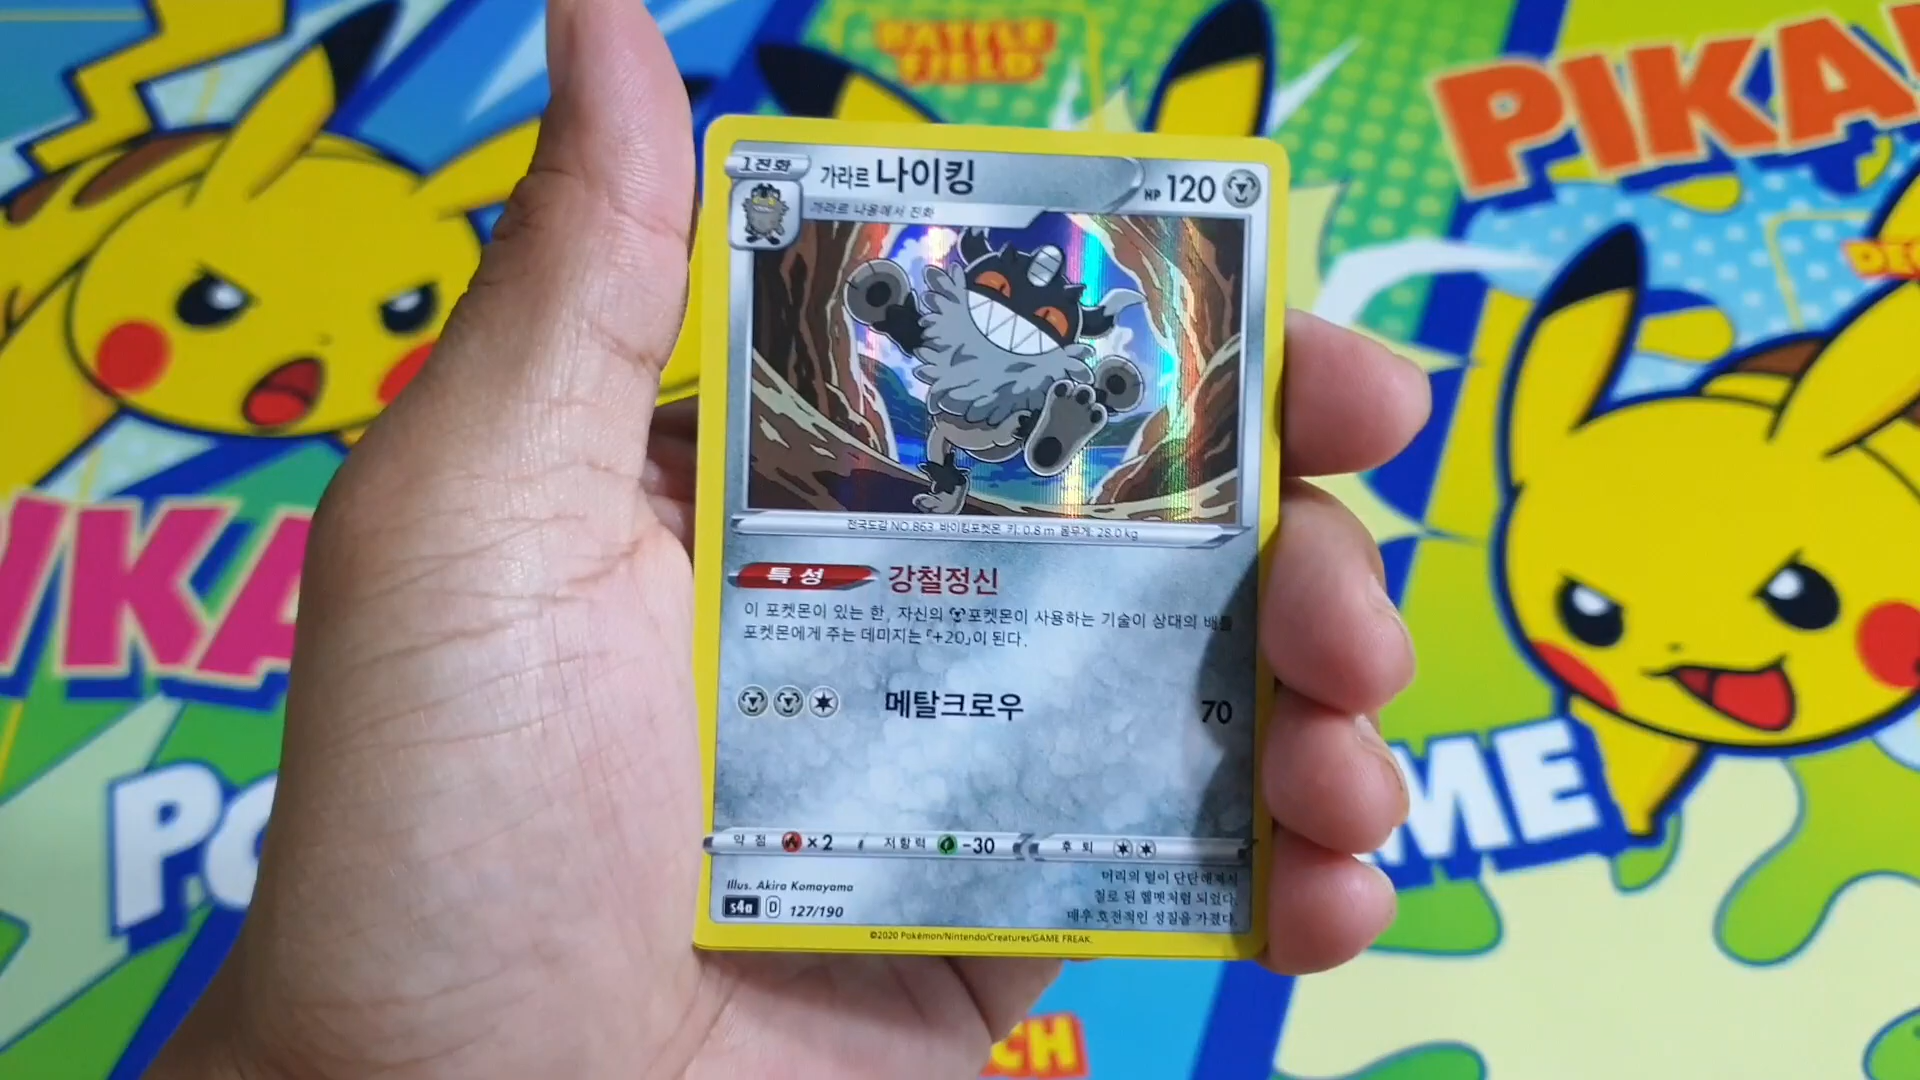 BATTLE
FIELD
PIKA
1진화
가라르 나이킹
HP 120
가라르 나옹에서 진화
전국도감 NO.863 바이킹포켓몬 키: 0.8 m 몸무게: 28.0 kg
특성 강철정신
이 포켓몬이 있는 한, 자신의 포켓몬이 사용하는 기술이 상대의 배틀
포켓몬에게 주는 데미지는 「+20」이 된다.
메탈크로우 70
약점 ×2 저항력 -30 후퇴
Illus. Akira Komayama
머리의 털이 단단해져서
철로 된 헬멧처럼 되었다.
매우 호전적인 성질을 가졌다.
s4a D 127/190
©2020 Pokémon/Nintendo/Creatures/GAME FREAK.
IKA
PO
AME
CH
DEC